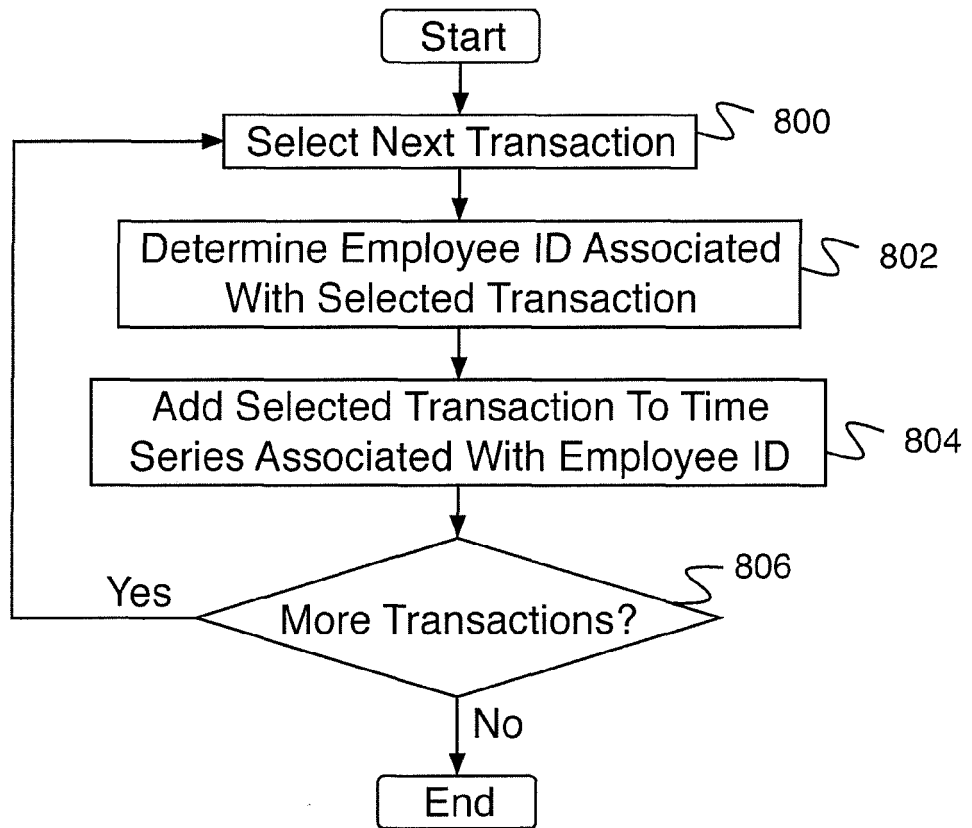 Start
Select Next Transaction
800
Determine Employee ID Associated
With Selected Transaction
802
Add Selected Transaction To Time
Series Associated With Employee ID
804
806
Yes
More Transactions?
No
End